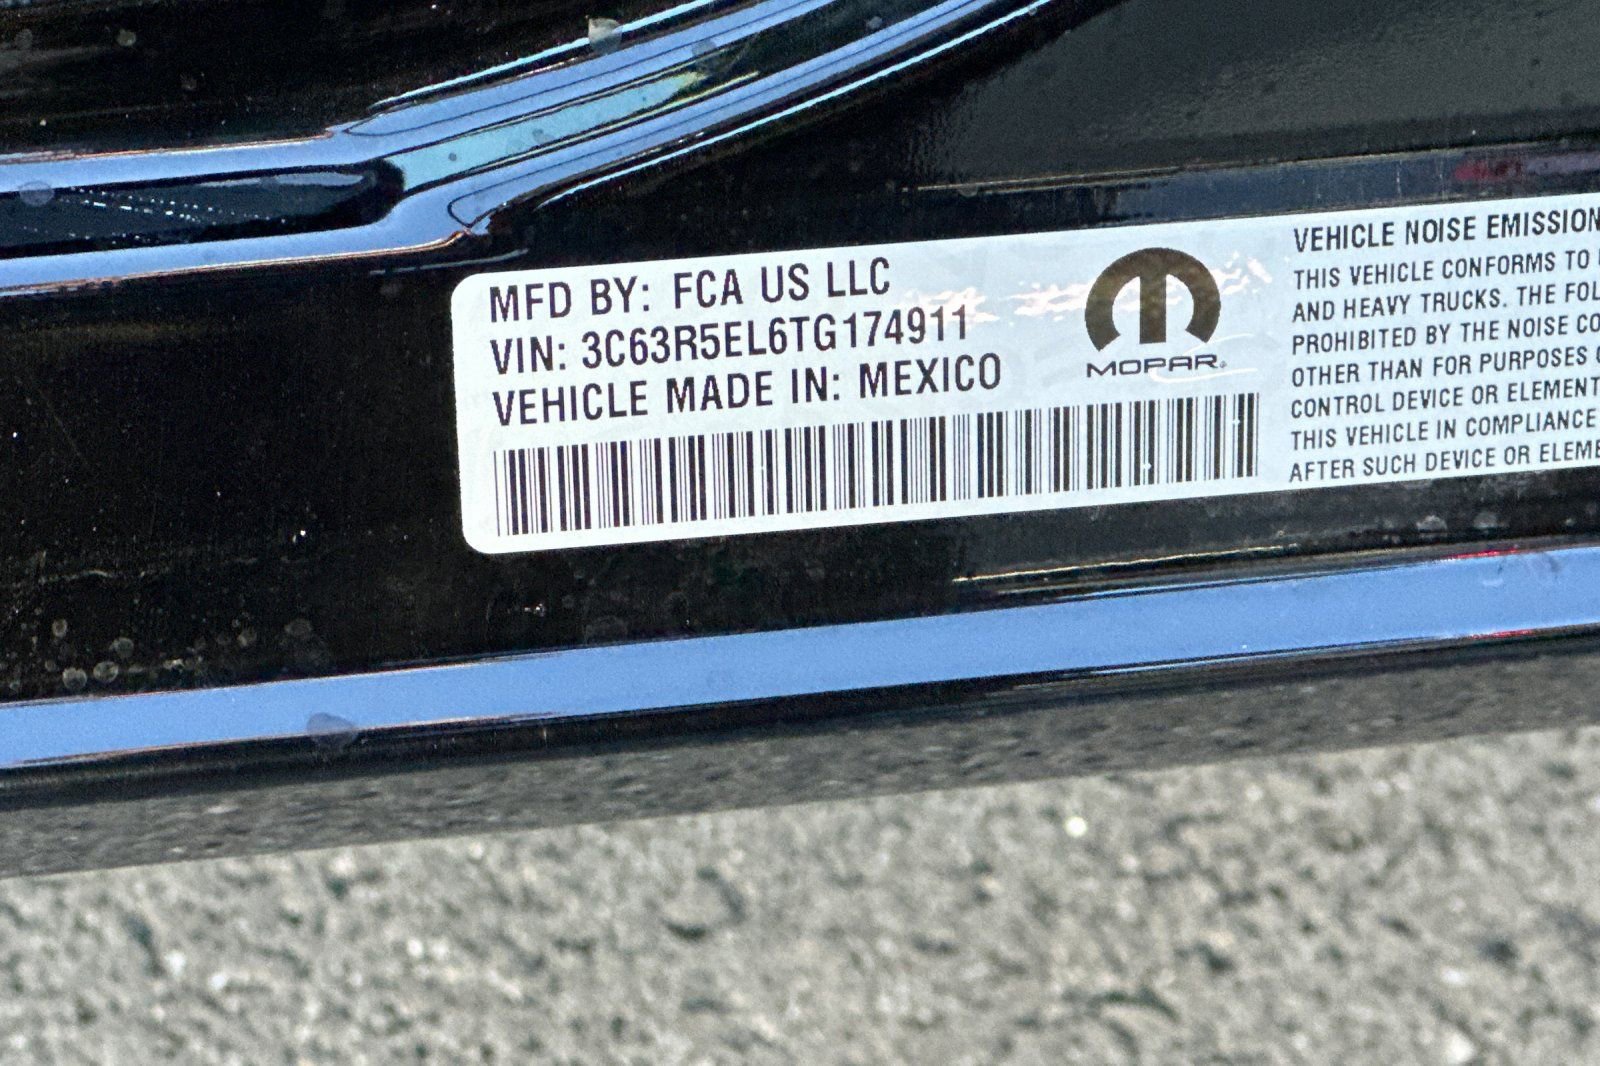 MFD BY: FCA US LLC
VIN: 3C63R5EL6TG174911
VEHICLE MADE IN: MEXICO
MOPAR
VEHICLE NOISE EMISSION
THIS VEHICLE CONFORMS TO
AND HEAVY TRUCKS. THE FOL
PROHIBITED BY THE NOISE CO
OTHER THAN FOR PURPOSES
CONTROL DEVICE OR ELEMENT
THIS VEHICLE IN COMPLIANCE
AFTER SUCH DEVICE OR ELEME